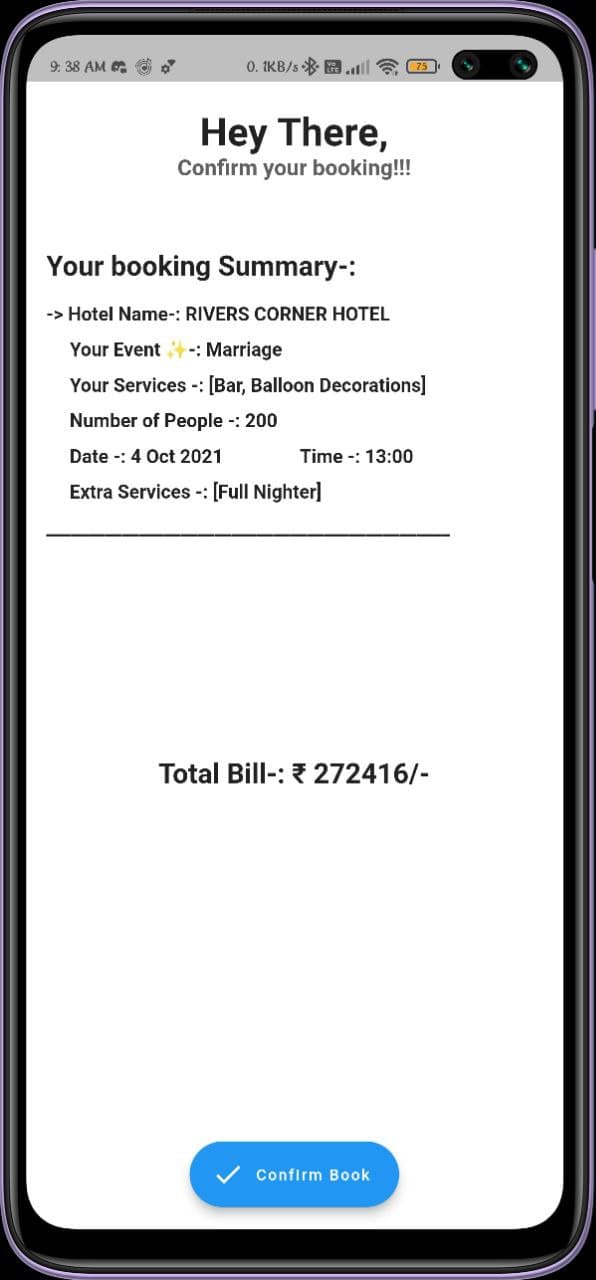 9:38 AM
0.1KB/s
75
Hey There,
Confirm your booking!!!
Your booking Summary-:
-> Hotel Name-: RIVERS CORNER HOTEL
Your Event ✨-: Marriage
Your Services -: [Bar, Balloon Decorations]
Number of People -: 200
Date -: 4 Oct 2021 Time -: 13:00
Extra Services -: [Full Nighter]
Total Bill-: ₹ 272416/-
Confirm Book